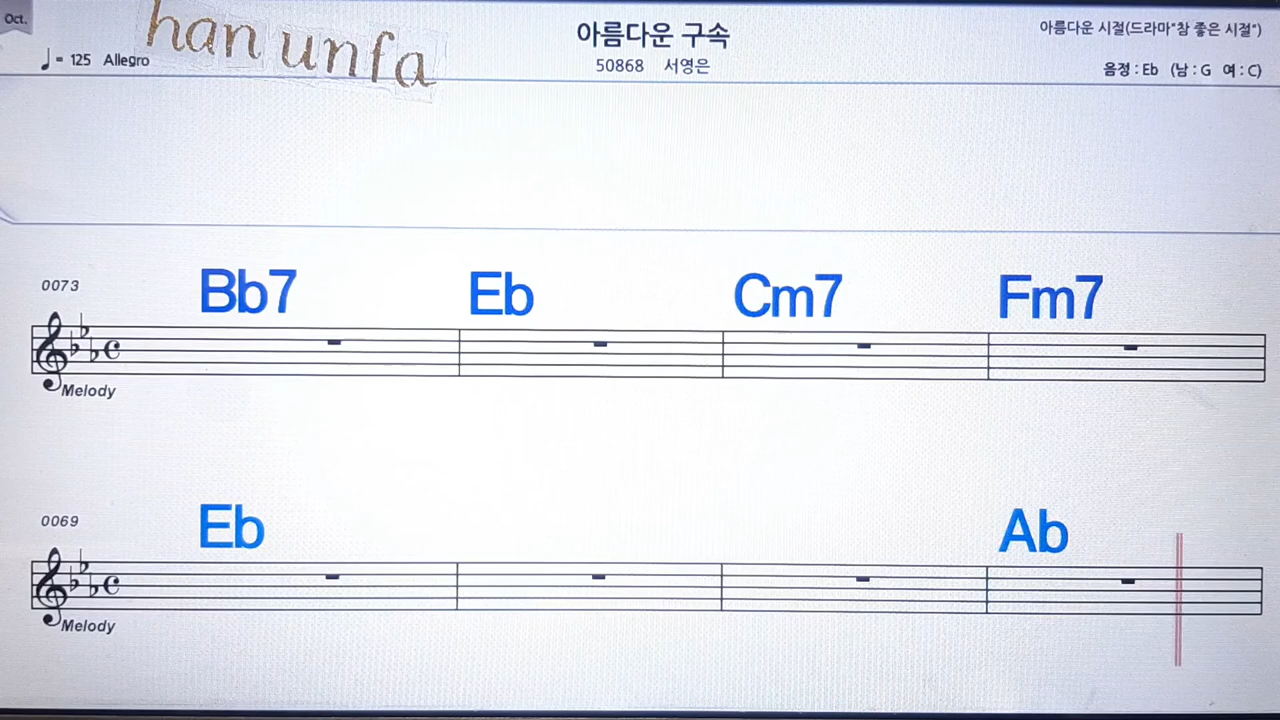 Oct.
han unfa
♩= 125 Allegro
아름다운 구속
50868 서영은
아름다운 시절(드라마"참 좋은 시절")
음정 : Eb (남 : G 여 : C)
0073
Bb7 Eb Cm7 Fm7
Melody
0069
Eb Ab
Melody